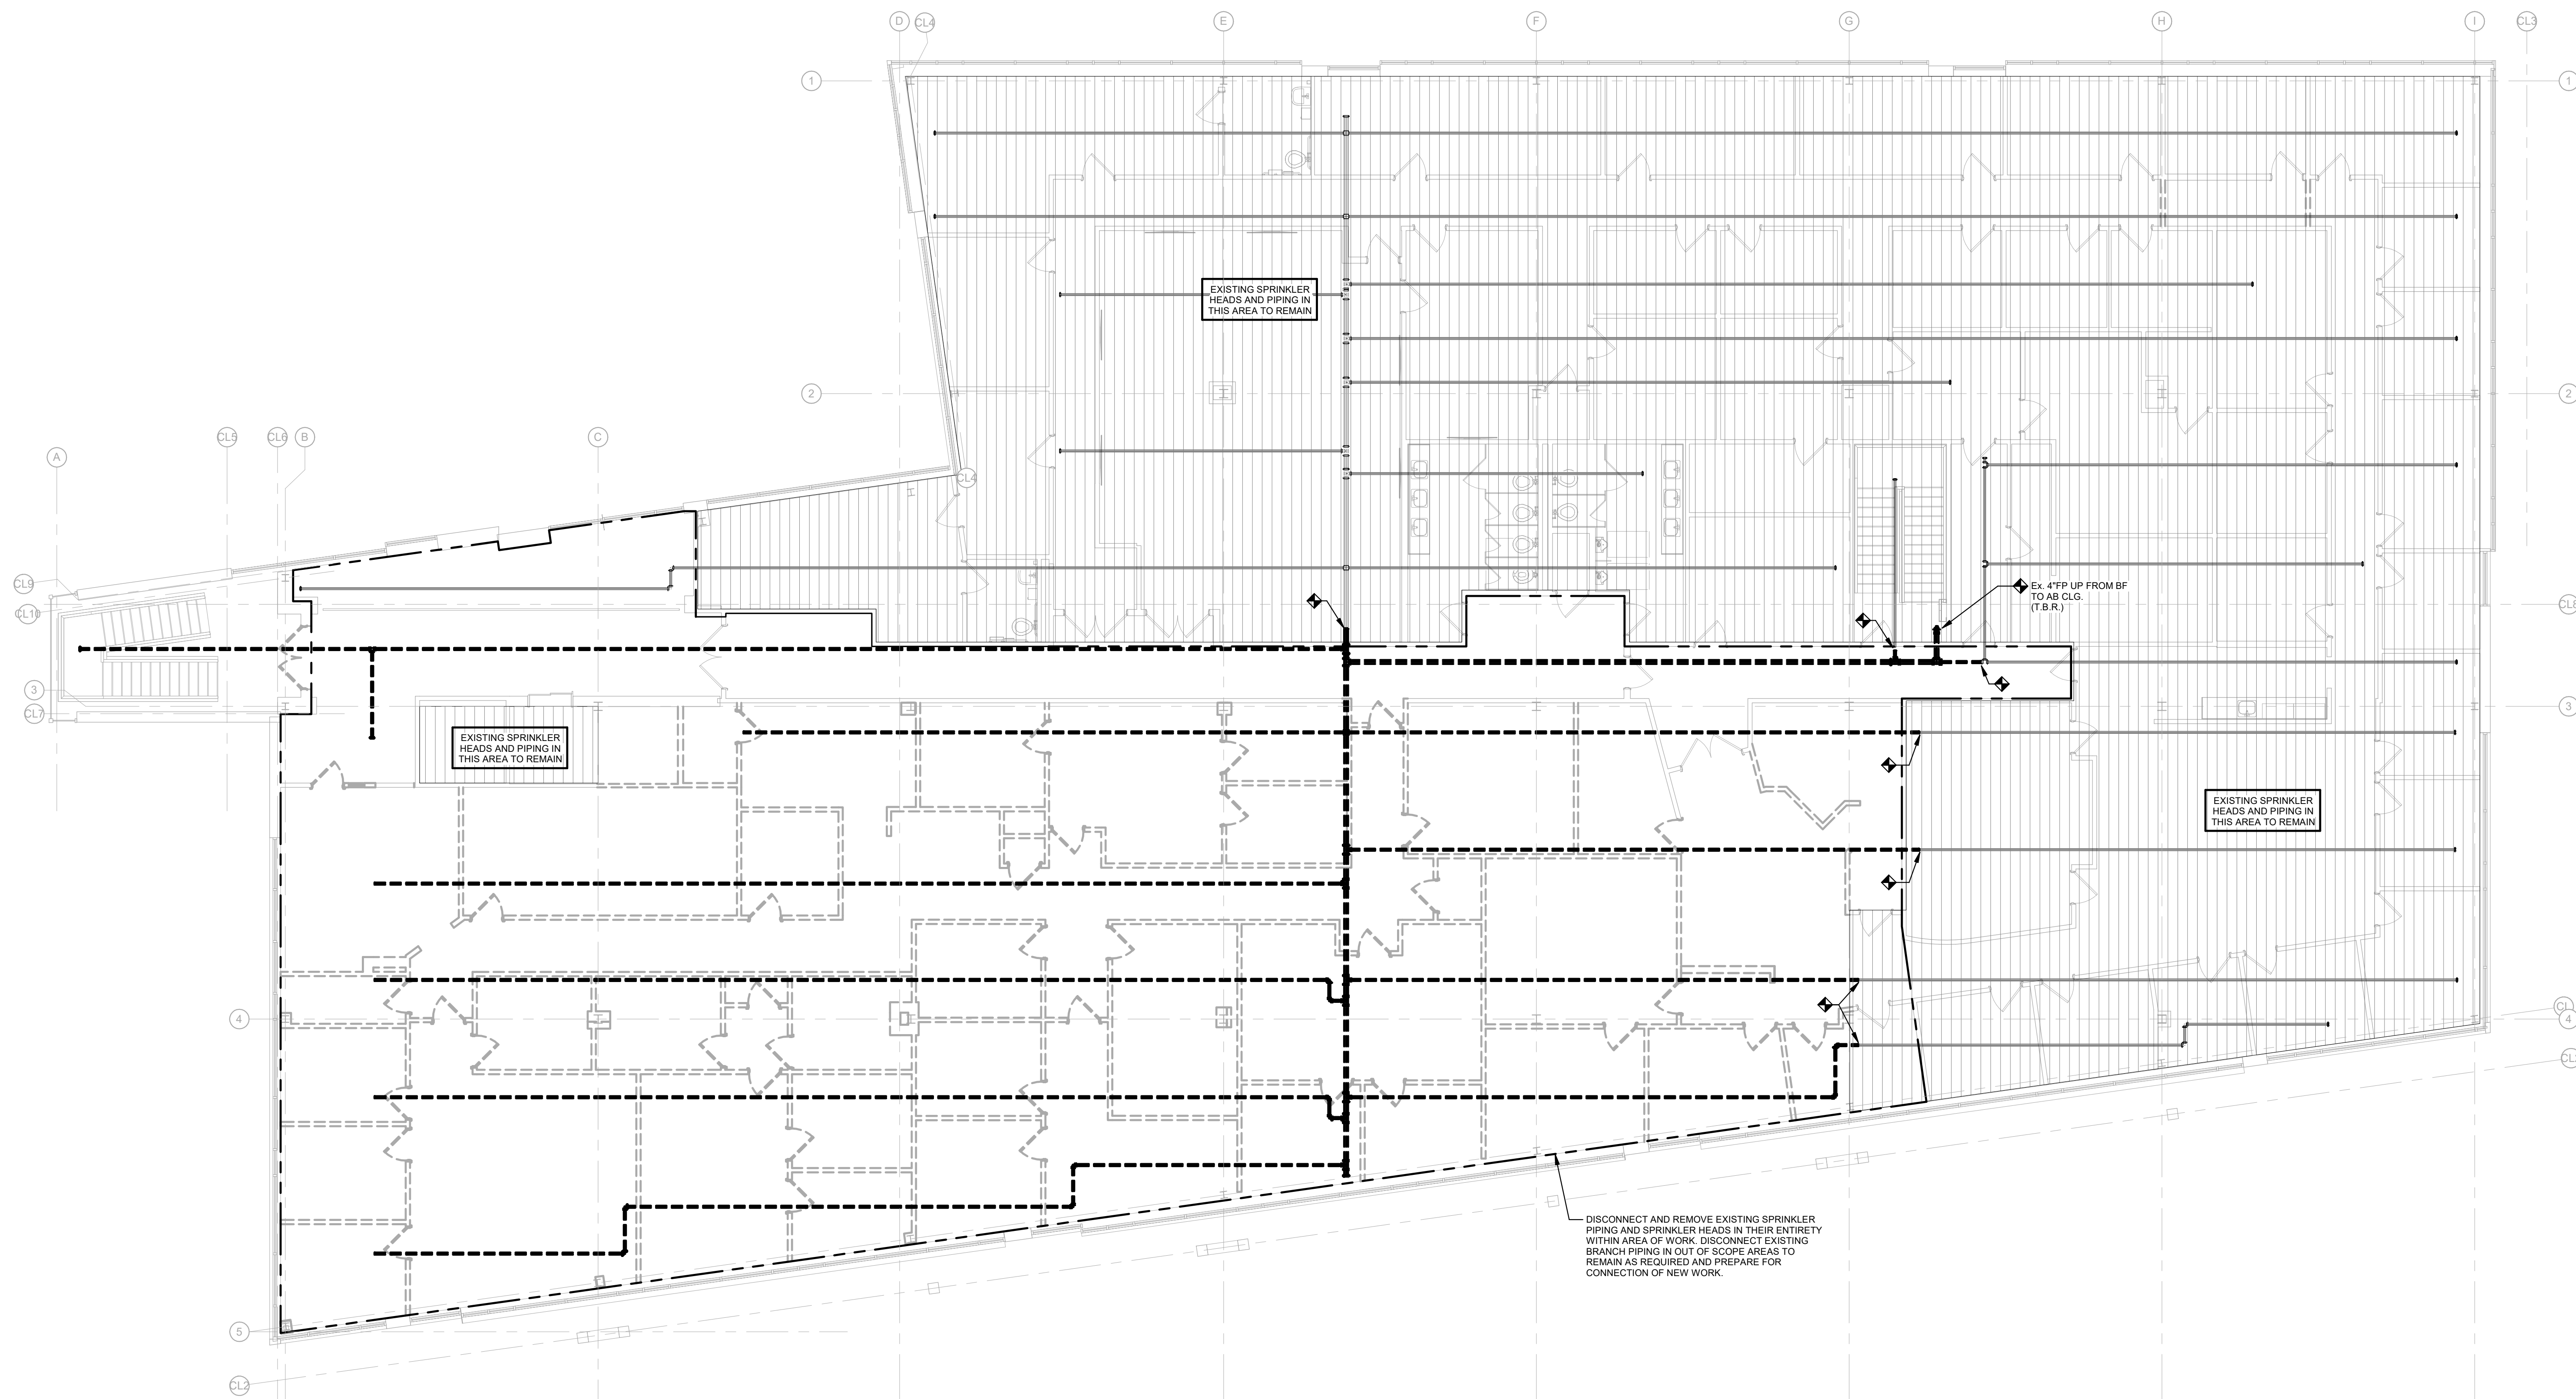 D
CL4
E
F
G
H
I
CL3
1
1
EXISTING SPRINKLER
HEADS AND PIPING IN
THIS AREA TO REMAIN
2
2
A
CL5
CL6
B
C
CL4
CL9
CL10
Ex. 4"FP UP FROM BF
TO AB CLG.
(T.B.R.)
CL8
3
CL7
3
EXISTING SPRINKLER
HEADS AND PIPING IN
THIS AREA TO REMAIN
EXISTING SPRINKLER
HEADS AND PIPING IN
THIS AREA TO REMAIN
4
4
DISCONNECT AND REMOVE EXISTING SPRINKLER
PIPING AND SPRINKLER HEADS IN THEIR ENTIRETY
WITHIN AREA OF WORK. DISCONNECT EXISTING
BRANCH PIPING IN OUT OF SCOPE AREAS TO
REMAIN AS REQUIRED AND PREPARE FOR
CONNECTION OF NEW WORK.
5
CL2